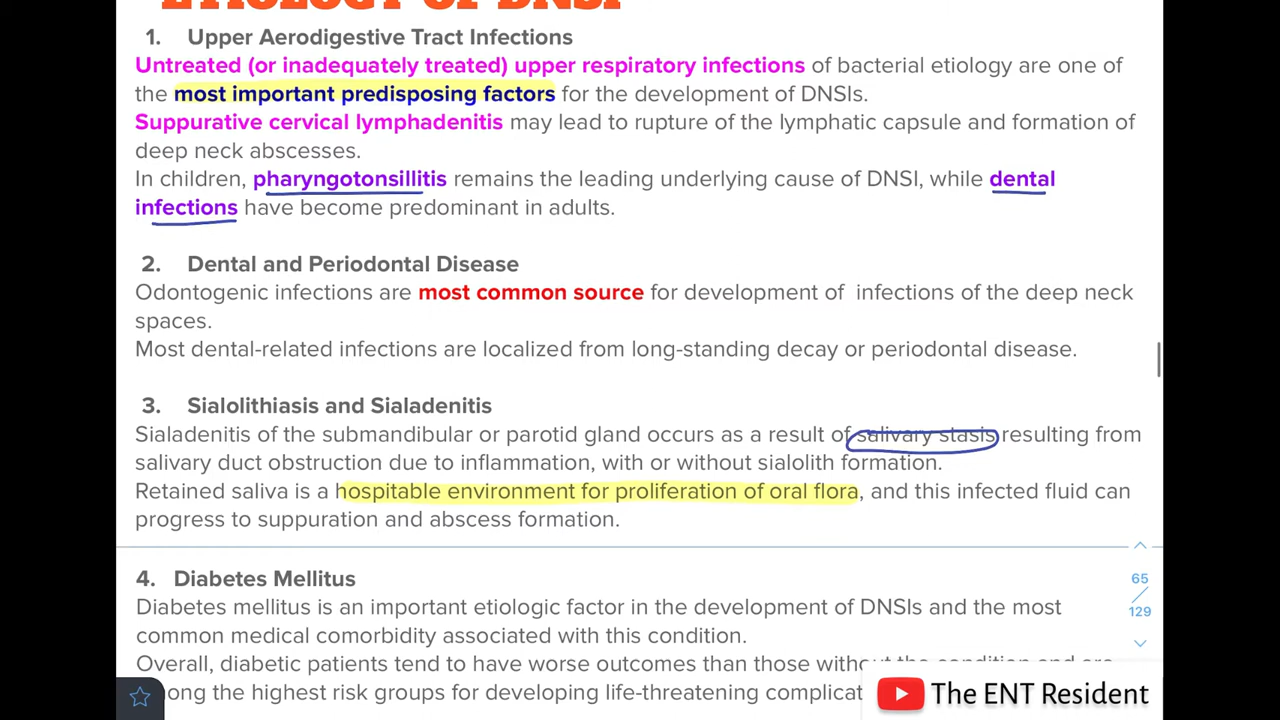 ETIOLOGY OF DNSI
1. Upper Aerodigestive Tract Infections
Untreated (or inadequately treated) upper respiratory infections of bacterial etiology are one of
the most important predisposing factors for the development of DNSIs.
Suppurative cervical lymphadenitis may lead to rupture of the lymphatic capsule and formation of
deep neck abscesses.
In children, pharyngotonsillitis remains the leading underlying cause of DNSI, while dental
infections have become predominant in adults.
2. Dental and Periodontal Disease
Odontogenic infections are most common source for development of infections of the deep neck
spaces.
Most dental-related infections are localized from long-standing decay or periodontal disease.
3. Sialolithiasis and Sialadenitis
Sialadenitis of the submandibular or parotid gland occurs as a result of salivary stasis resulting from
salivary duct obstruction due to inflammation, with or without sialolith formation.
Retained saliva is a hospitable environment for proliferation of oral flora, and this infected fluid can
progress to suppuration and abscess formation.
4. Diabetes Mellitus
65
129
Diabetes mellitus is an important etiologic factor in the development of DNSIs and the most
common medical comorbidity associated with this condition.
Overall, diabetic patients tend to have worse outcomes than those without the condition and are
among the highest risk groups for developing life-threatening
The ENT Resident